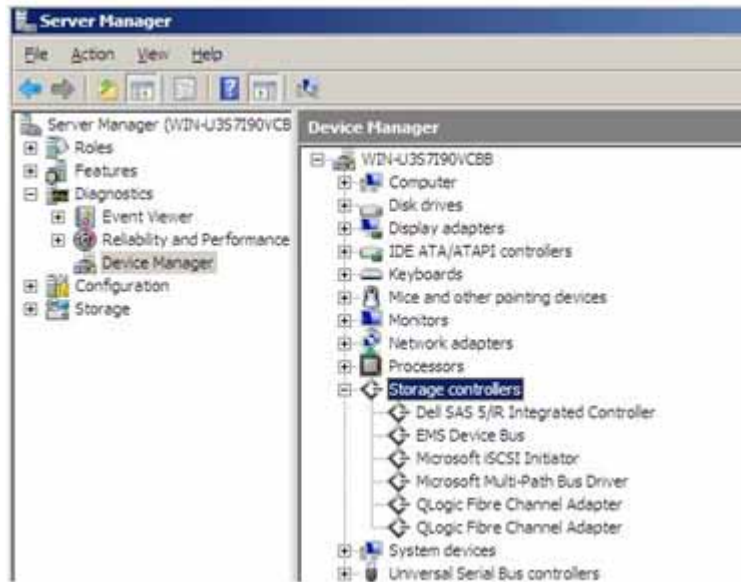 Server Manager
File Action View Help
Server Manager (WIN-U3S7I90VCB
Roles
Features
Diagnostics
Event Viewer
Reliability and Performance
Device Manager
Configuration
Storage
Device Manager
WIN-U3S7I90VCBB
Computer
Disk drives
Display adapters
IDE ATA/ATAPI controllers
Keyboards
Mice and other pointing devices
Monitors
Network adapters
Processors
Storage controllers
Dell SAS 5/R Integrated Controller
EMS Device Bus
Microsoft iSCSI Initiator
Microsoft Multi-Path Bus Driver
QLogic Fibre Channel Adapter
QLogic Fibre Channel Adapter
System devices
Universal Serial Bus controllers